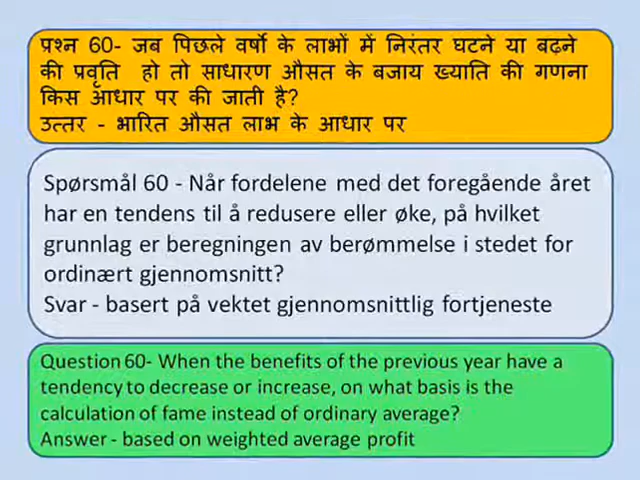 प्रश्न 60- जब पिछले वर्षो के लाभों में निरंतर घटने या बढ़ने
की प्रवृति हो तो साधारण औसत के बजाय ख्याति की गणना
किस आधार पर की जाती है?
उत्तर - भारित औसत लाभ के आधार पर
Spørsmål 60 - Når fordelene med det foregående året
har en tendens til å redusere eller øke, på hvilket
grunnlag er beregningen av berømmelse i stedet for
ordinært gjennomsnitt?
Svar - basert på vektet gjennomsnittlig fortjeneste
Question 60- When the benefits of the previous year have a
tendency to decrease or increase, on what basis is the
calculation of fame instead of ordinary average?
Answer - based on weighted average profit